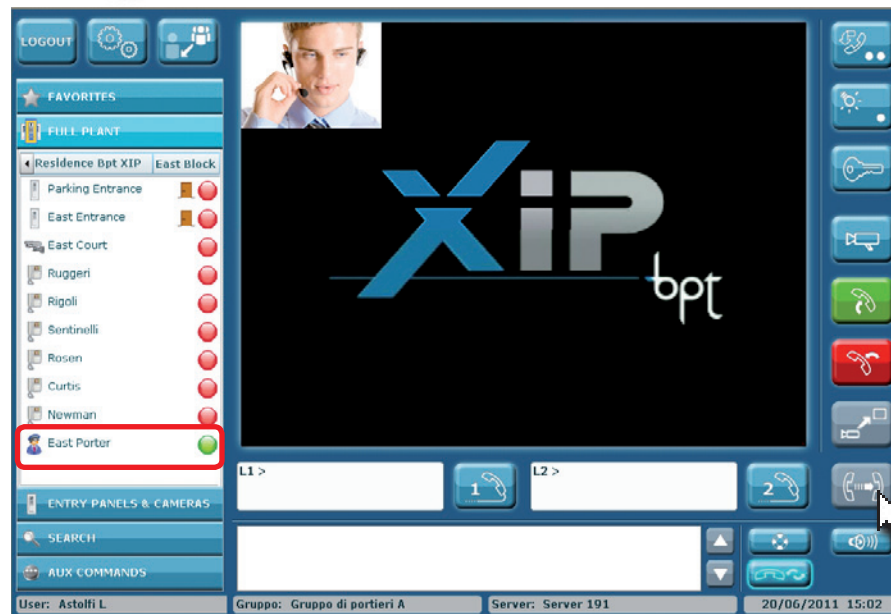 LOGOUT
FAVORITES
FULL PLANT
Residence Bpt XIP East Block
Parking Entrance
East Entrance
East Court
Ruggeri
Rigoli
Sentinelli
Rosen
Curtis
Newman
East Porter
ENTRY PANELS & CAMERAS
SEARCH
AUX COMMANDS
XiP
bpt
L1 >
1
L2 >
2
User: Astolfi L
Gruppo: Gruppo di portieri A
Server: Server 191
20/06/2011 15:02